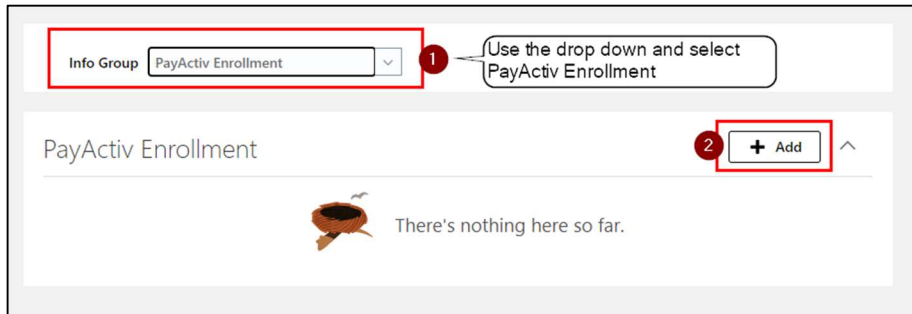 Info Group PayActiv Enrollment
1
Use the drop down and select
PayActiv Enrollment
PayActiv Enrollment
2
+ Add
There's nothing here so far.